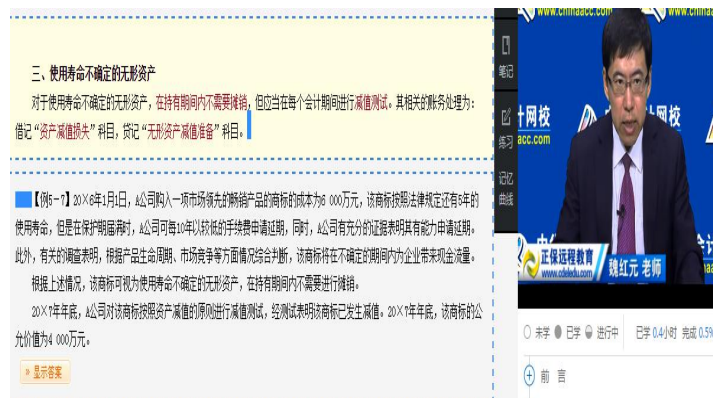 三、使用寿命不确定的无形资产
对于使用寿命不确定的无形资产，在持有期间内不需要摊销，但应当在每个会计期间进行减值测试。其相关的账务处理为：
借记“资产减值损失”科目，贷记“无形资产减值准备”科目。
【例5-7】20×6年1月1日，A公司购入一项市场领先的畅销产品的商标的成本为6 000万元，该商标按照法律规定还有5年的
使用寿命，但是在保护期届满时，A公司可每10年以较低的手续费申请延期，同时，A公司有充分的证据表明其有能力申请延期。
此外，有关的调查表明，根据产品生命周期、市场竞争等方面情况综合判断，该商标将在不确定的期间内为企业带来现金流量。
根据上述情况，该商标可视为使用寿命不确定的无形资产，在持有期间内不需要进行摊销。
20×7年年底，A公司对该商标按照资产减值的原则进行减值测试，经测试表明该商标已发生减值。20×7年年底，该商标的公
允价值为4 000万元。
» 显示答案
笔记
练习
记忆
曲线
www.chinaacc.com
网校
acc.com
计网校
正保远程教育
www.cdeledu.com
魏红元 老师
未学 已学 进行中 已学 0.4小时 完成 0.5%
前 言